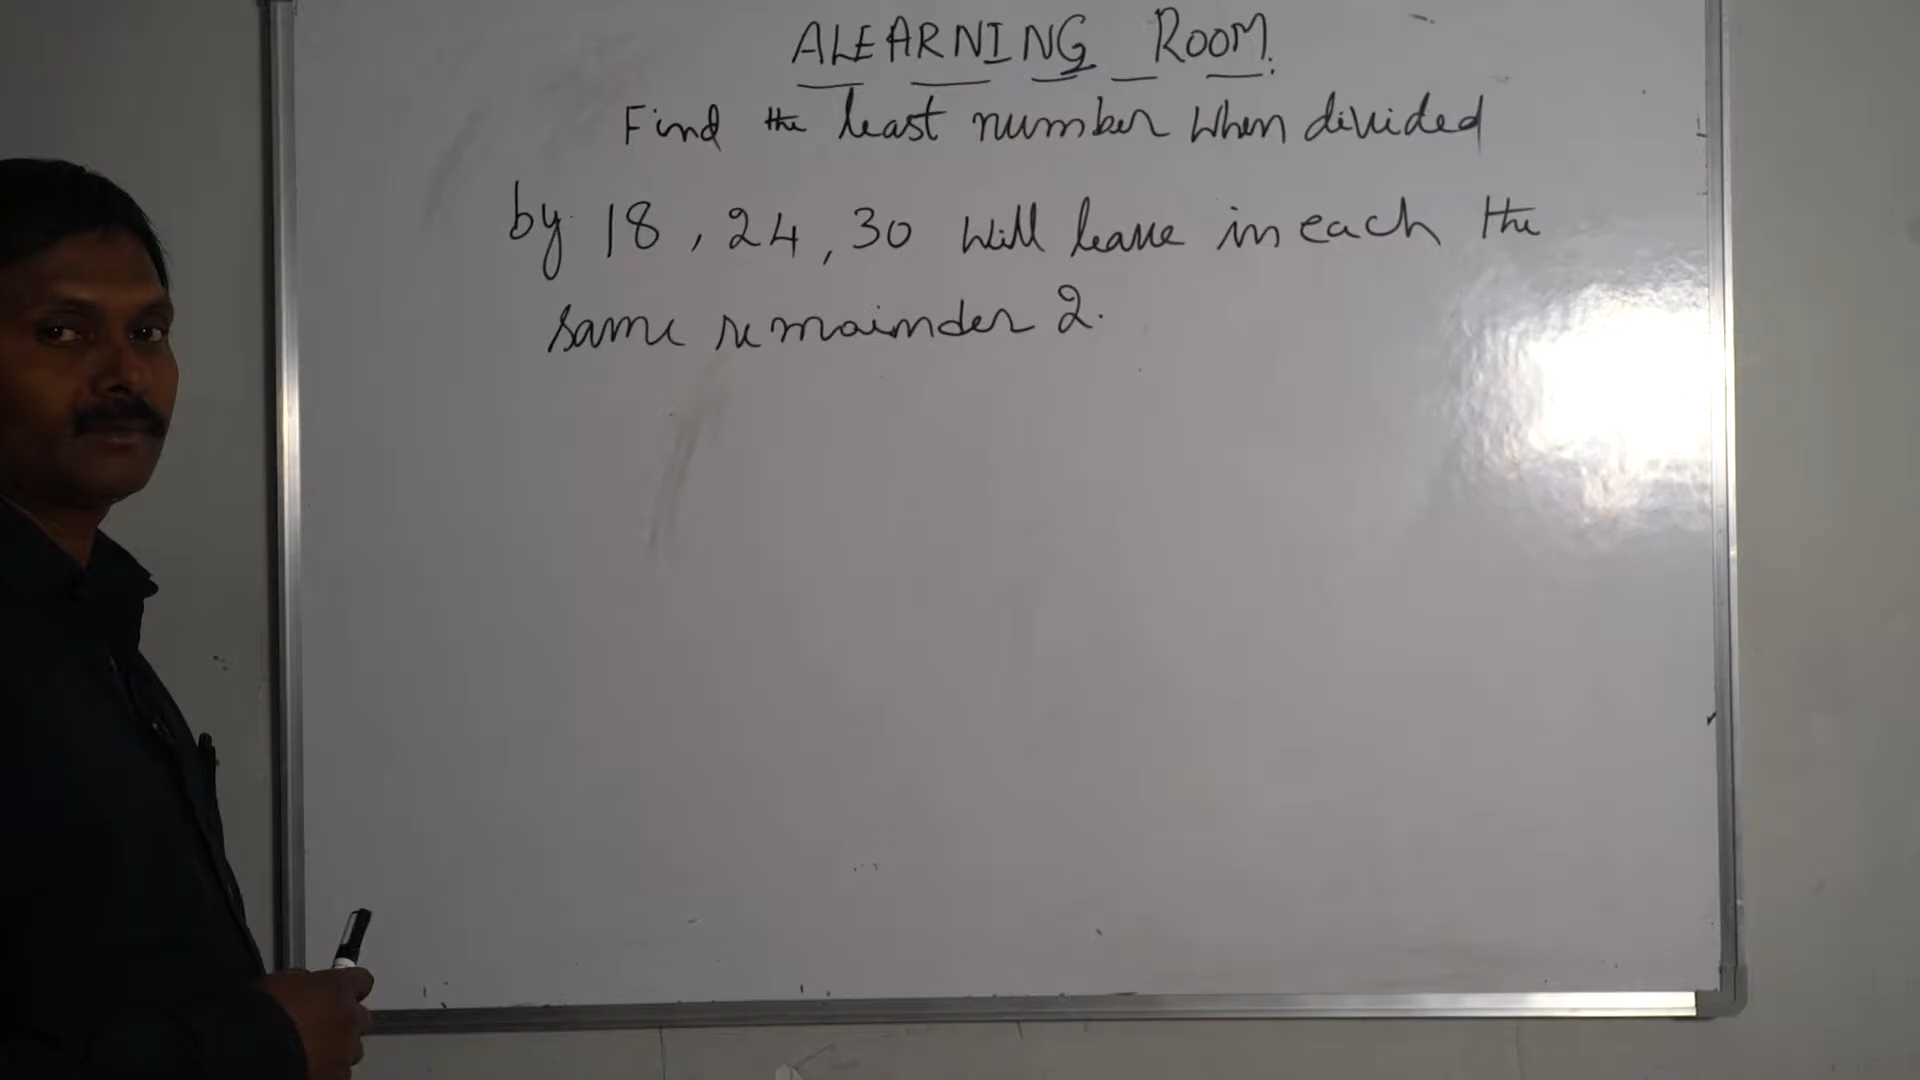 ALEARNING ROOM.
Find the least number when divided
by 18, 24, 30 will leave in each the
same remainder 2.